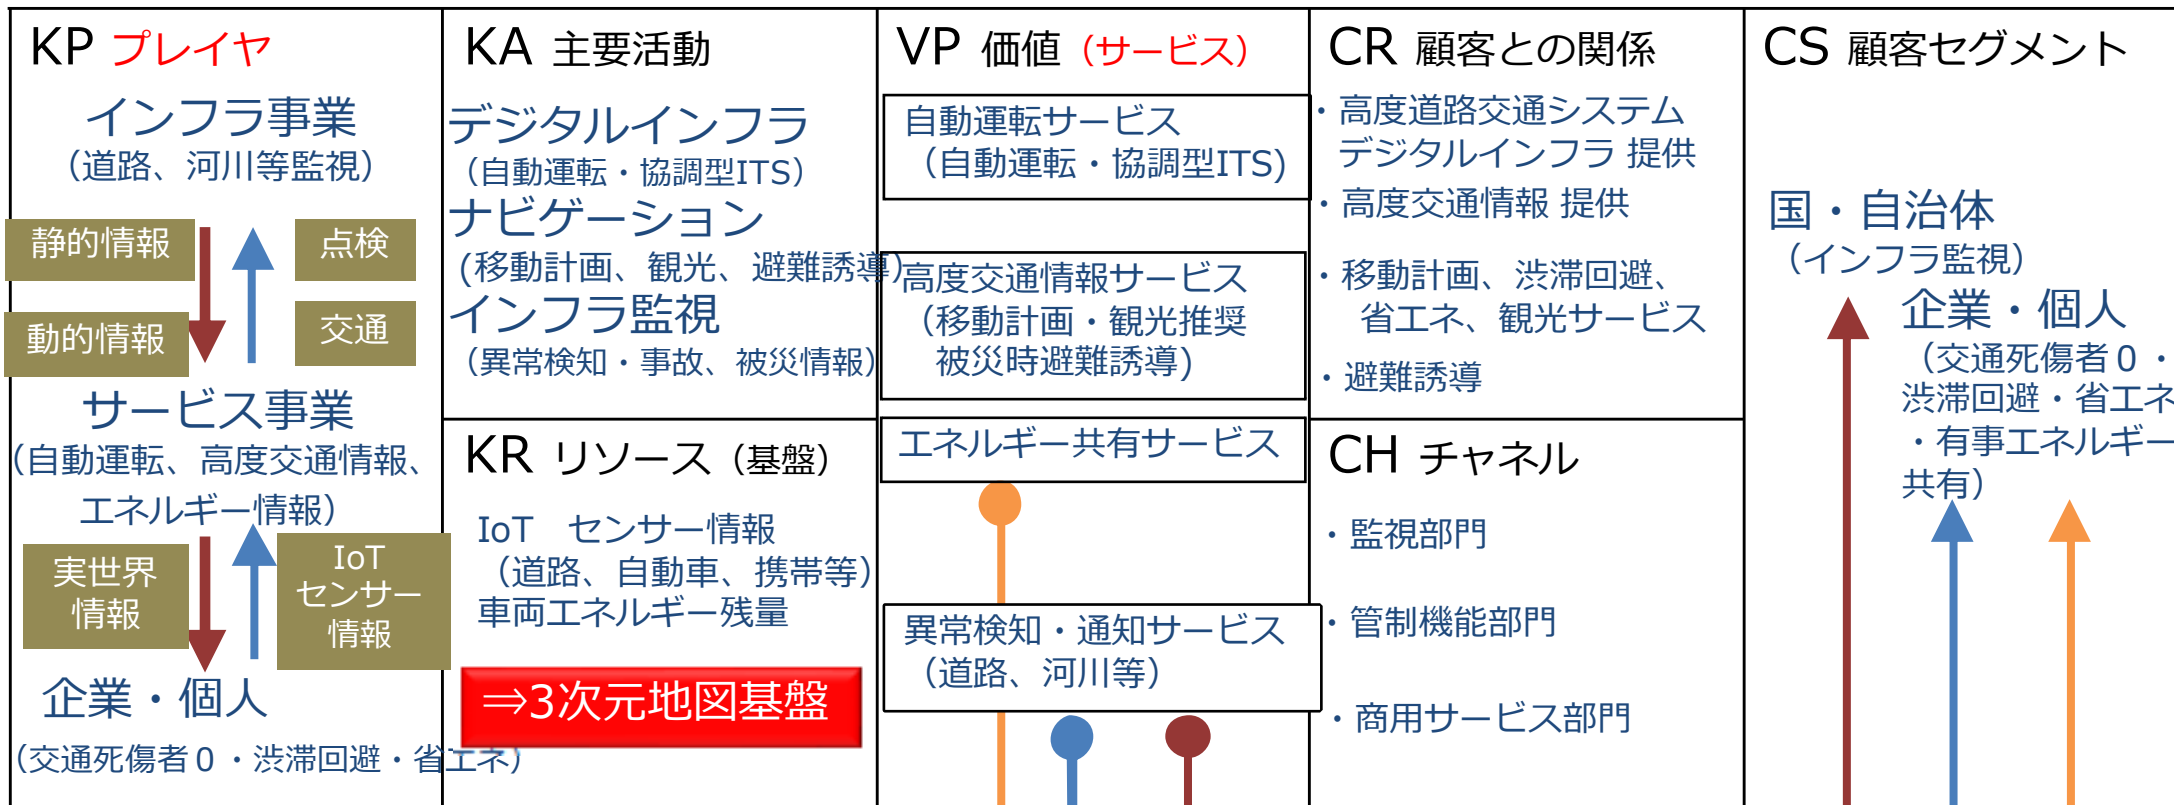 KP プレイヤ
インフラ事業
（道路、河川等監視）
静的情報
点検
動的情報
交通
サービス事業
（自動運転、高度交通情報、
エネルギー情報）
実世界
情報
IoT
センサー
情報
企業・個人
（交通死傷者０・渋滞回避・省エネ）
KA 主要活動
デジタルインフラ
（自動運転・協調型ITS）
ナビゲーション
(移動計画、観光、避難誘導)
インフラ監視
（異常検知・事故、被災情報）
KR リソース（基盤）
IoT　センサー情報
（道路、自動車、携帯等）
車両エネルギー残量
⇒3次元地図基盤
VP 価値（サービス）
自動運転サービス
（自動運転・協調型ITS)
高度交通情報サービス
（移動計画・観光推奨
被災時避難誘導)
エネルギー共有サービス
異常検知・通知サービス
（道路、河川等）
CR 顧客との関係
・高度道路交通システム
デジタルインフラ 提供
・高度交通情報 提供
・移動計画、渋滞回避、
省エネ、観光サービス
・避難誘導
CH チャネル
・監視部門
・管制機能部門
・商用サービス部門
CS 顧客セグメント
国・自治体
（インフラ監視）
企業・個人
（交通死傷者０・
渋滞回避・省エネ
・有事エネルギー
共有）